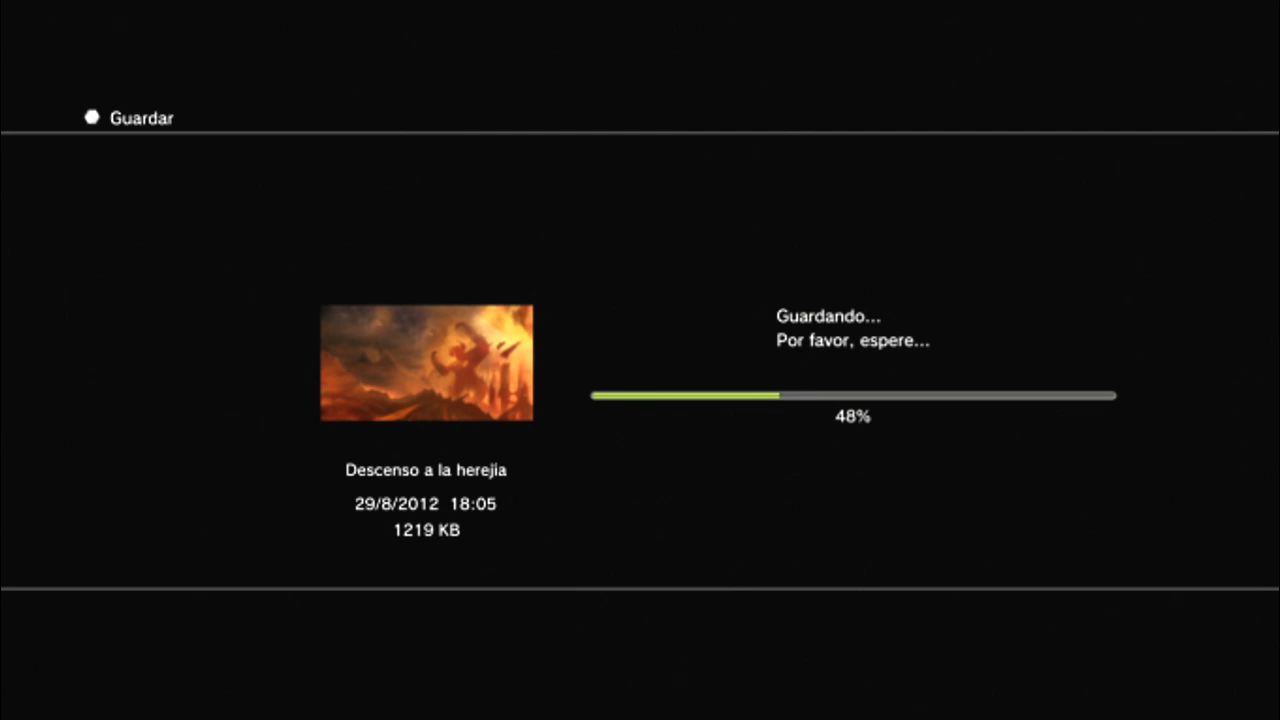 Guardar
Guardando...
Por favor, espere...
48%
Descenso a la herejia
29/8/2012 18:05
1219 KB